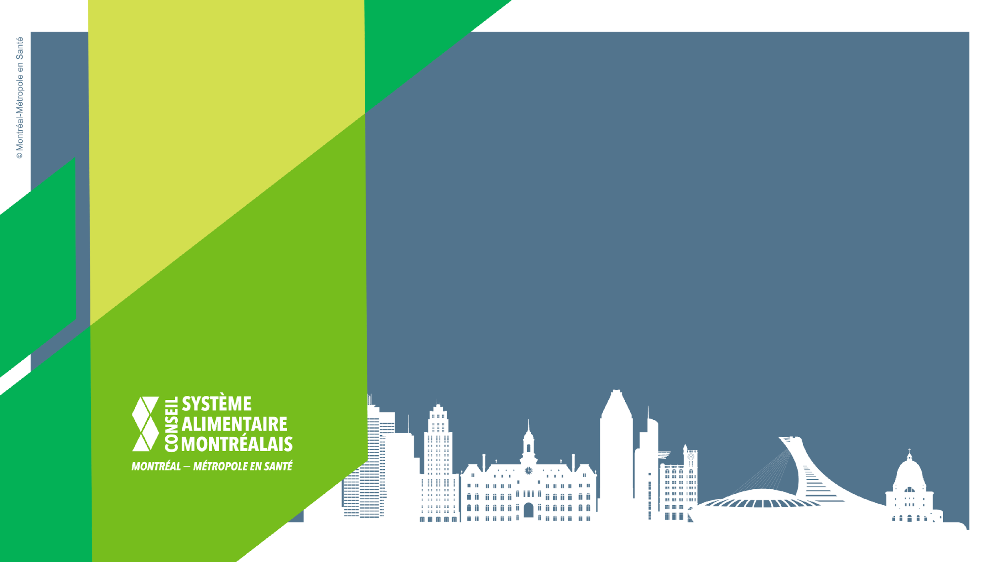 © Montréal-Métropole en Santé
CONSEIL
SYSTÈME
ALIMENTAIRE
MONTRÉALAIS
MONTRÉAL — MÉTROPOLE EN SANTÉ